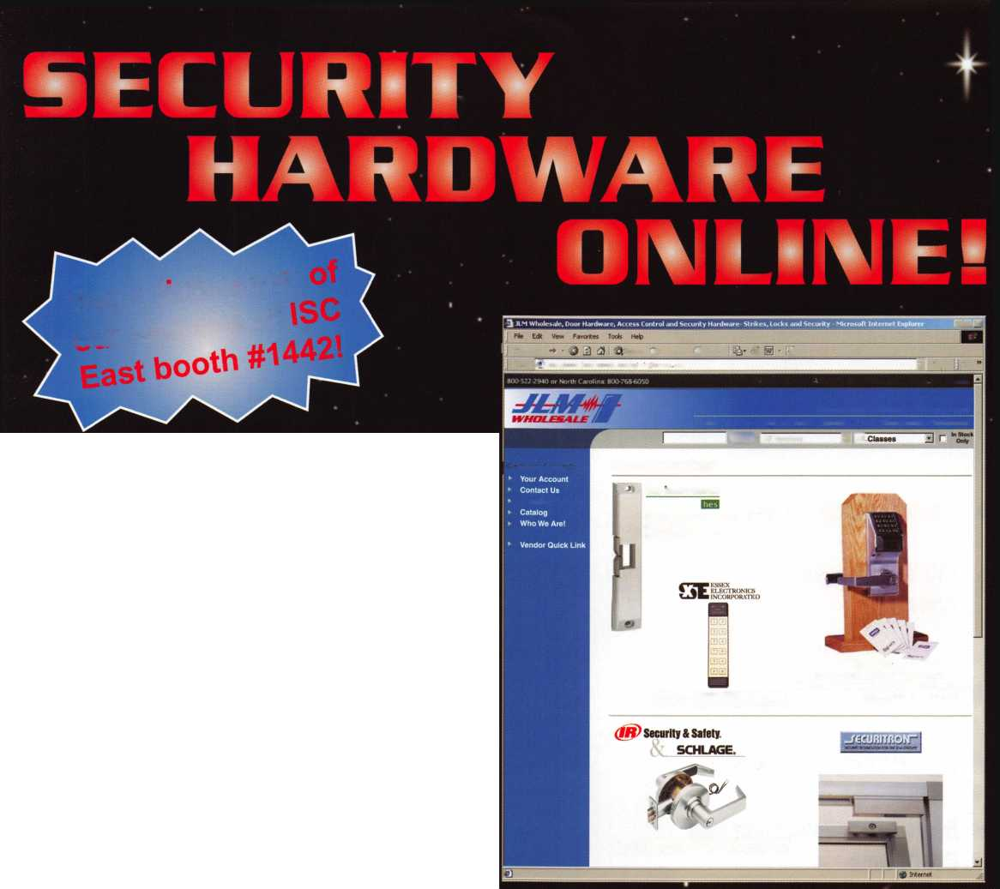 SECURITY
HARDWARE
ONLINE!
of
ISC
East booth #1442!
JLM Wholesale, Door Hardware, Access Control and Security Hardware- Strikes, Locks and Security - Microsoft Internet Explorer
File Edit View Favorites Tools Help
800-522-2940 or North Carolina: 800-768-6050
JLM
WHOLESALE
Classes
In Stock
Only
Your Account
Contact Us
Catalog
Who We Are!
Vendor Quick Link
hes
ESSEX
ELECTRONICS
INCORPORATED
IR Security & Safety.
& SCHLAGE.
SECURITRON
Internet